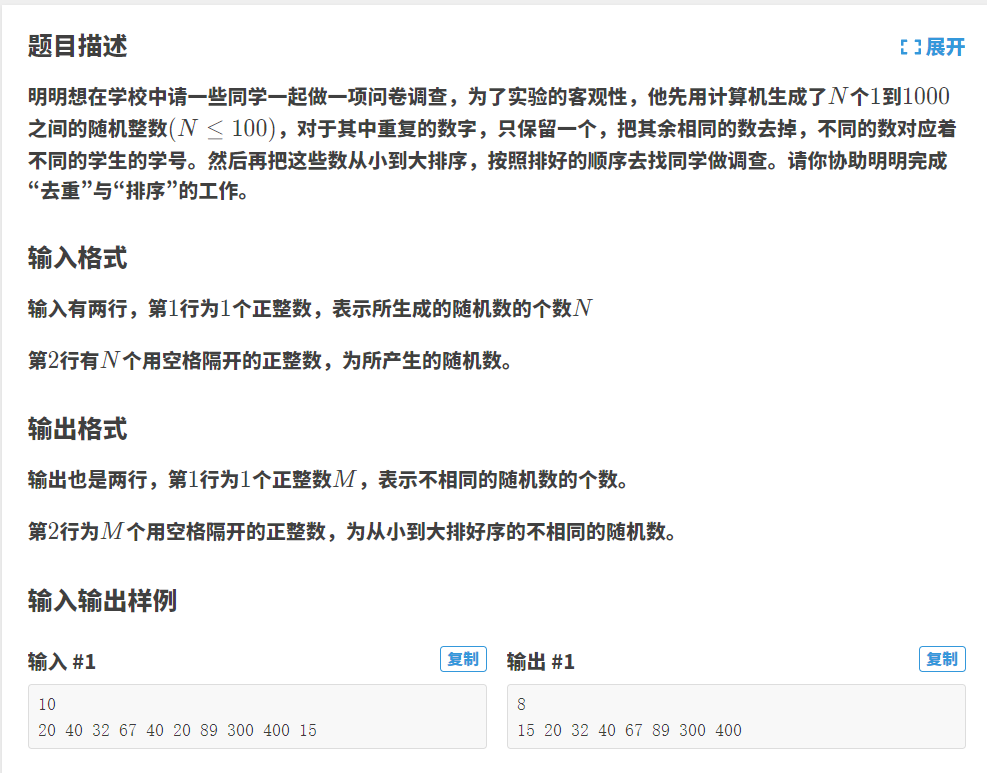 题目描述
展开
明明想在学校中请一些同学一起做一项问卷调查，为了实验的客观性，他先用计算机生成了N个1到1000
之间的随机整数(N ≤ 100)，对于其中重复的数字，只保留一个，把其余相同的数去掉，不同的数对应着
不同的学生的学号。然后再把这些数从小到大排序，按照排好的顺序去找同学做调查。请你协助明明完成
“去重”与“排序”的工作。
输入格式
输入有两行，第1行为1个正整数，表示所生成的随机数的个数N
第2行有N个用空格隔开的正整数，为所产生的随机数。
输出格式
输出也是两行，第1行为1个正整数M，表示不相同的随机数的个数。
第2行为M个用空格隔开的正整数，为从小到大排好序的不相同的随机数。
输入输出样例
输入 #1
复制
10
20 40 32 67 40 20 89 300 400 15
输出 #1
复制
8
15 20 32 40 67 89 300 400